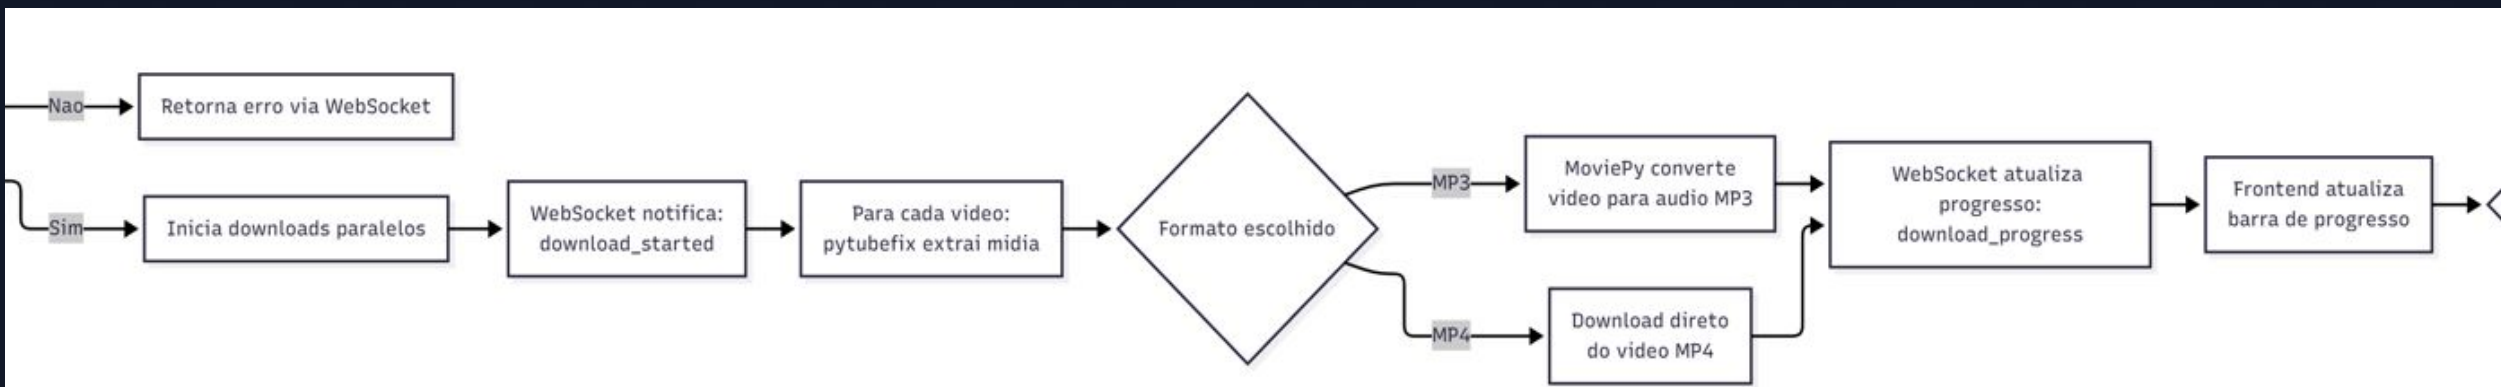 Nao
Retorna erro via WebSocket
Sim
Inicia downloads paralelos
WebSocket notifica:
download_started
Para cada video:
pytubefix extrai midia
Formato escolhido
MP3
MoviePy converte
video para audio MP3
MP4
Download direto
do video MP4
WebSocket atualiza
progresso:
download_progress
Frontend atualiza
barra de progresso